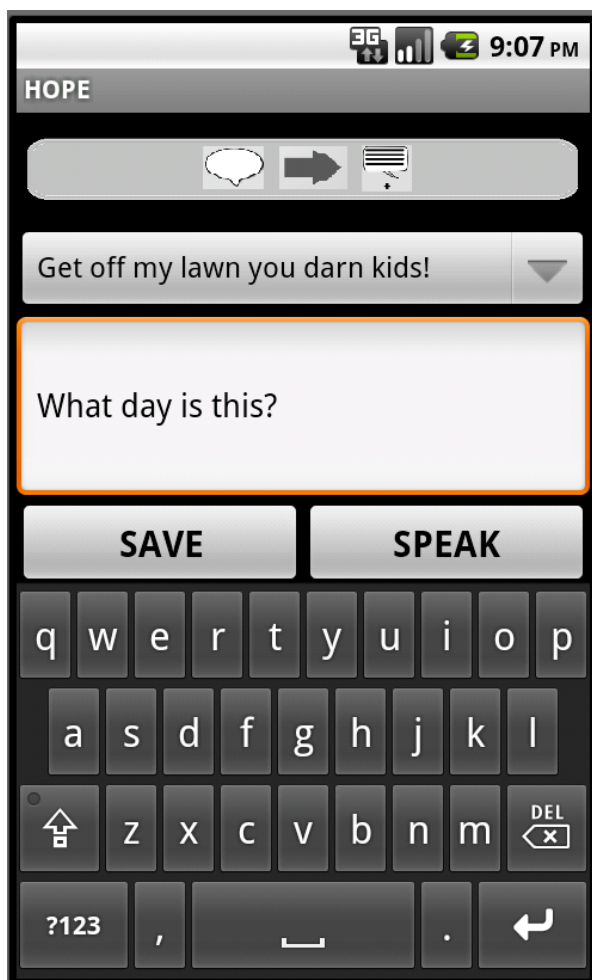 3G 9:07 PM
HOPE
Get off my lawn you darn kids!
What day is this?
SAVE SPEAK
q w e r t y u i o p
a s d f g h j k l
z x c v b n m DEL
?123 , .